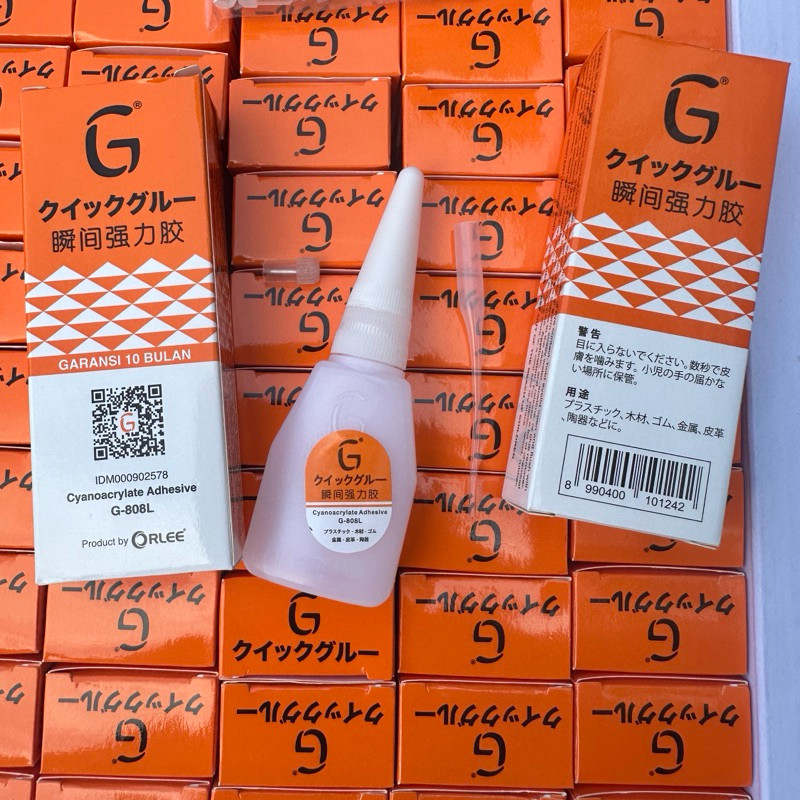 G®
クイックグルー
瞬间强力胶
GARANSI 10 BULAN
G
IDM000902578
Cyanoacrylate Adhesive
G-808L
Product by ORLEE®
G
クイックグルー
瞬间强力胶
Cyanoacrylate Adhesive
G-808L
プラスチック・木材・ゴム
金属・皮革・陶器
G®
クイックグルー
瞬间强力胶
警告
目に入らないでください。数秒で皮
膚を噛みます。小児の手の届かな
い場所に保管。
用途
プラスチック、木材、ゴム、金属、皮革
、陶器などに。
8 990400 101242
G
クイックグルー